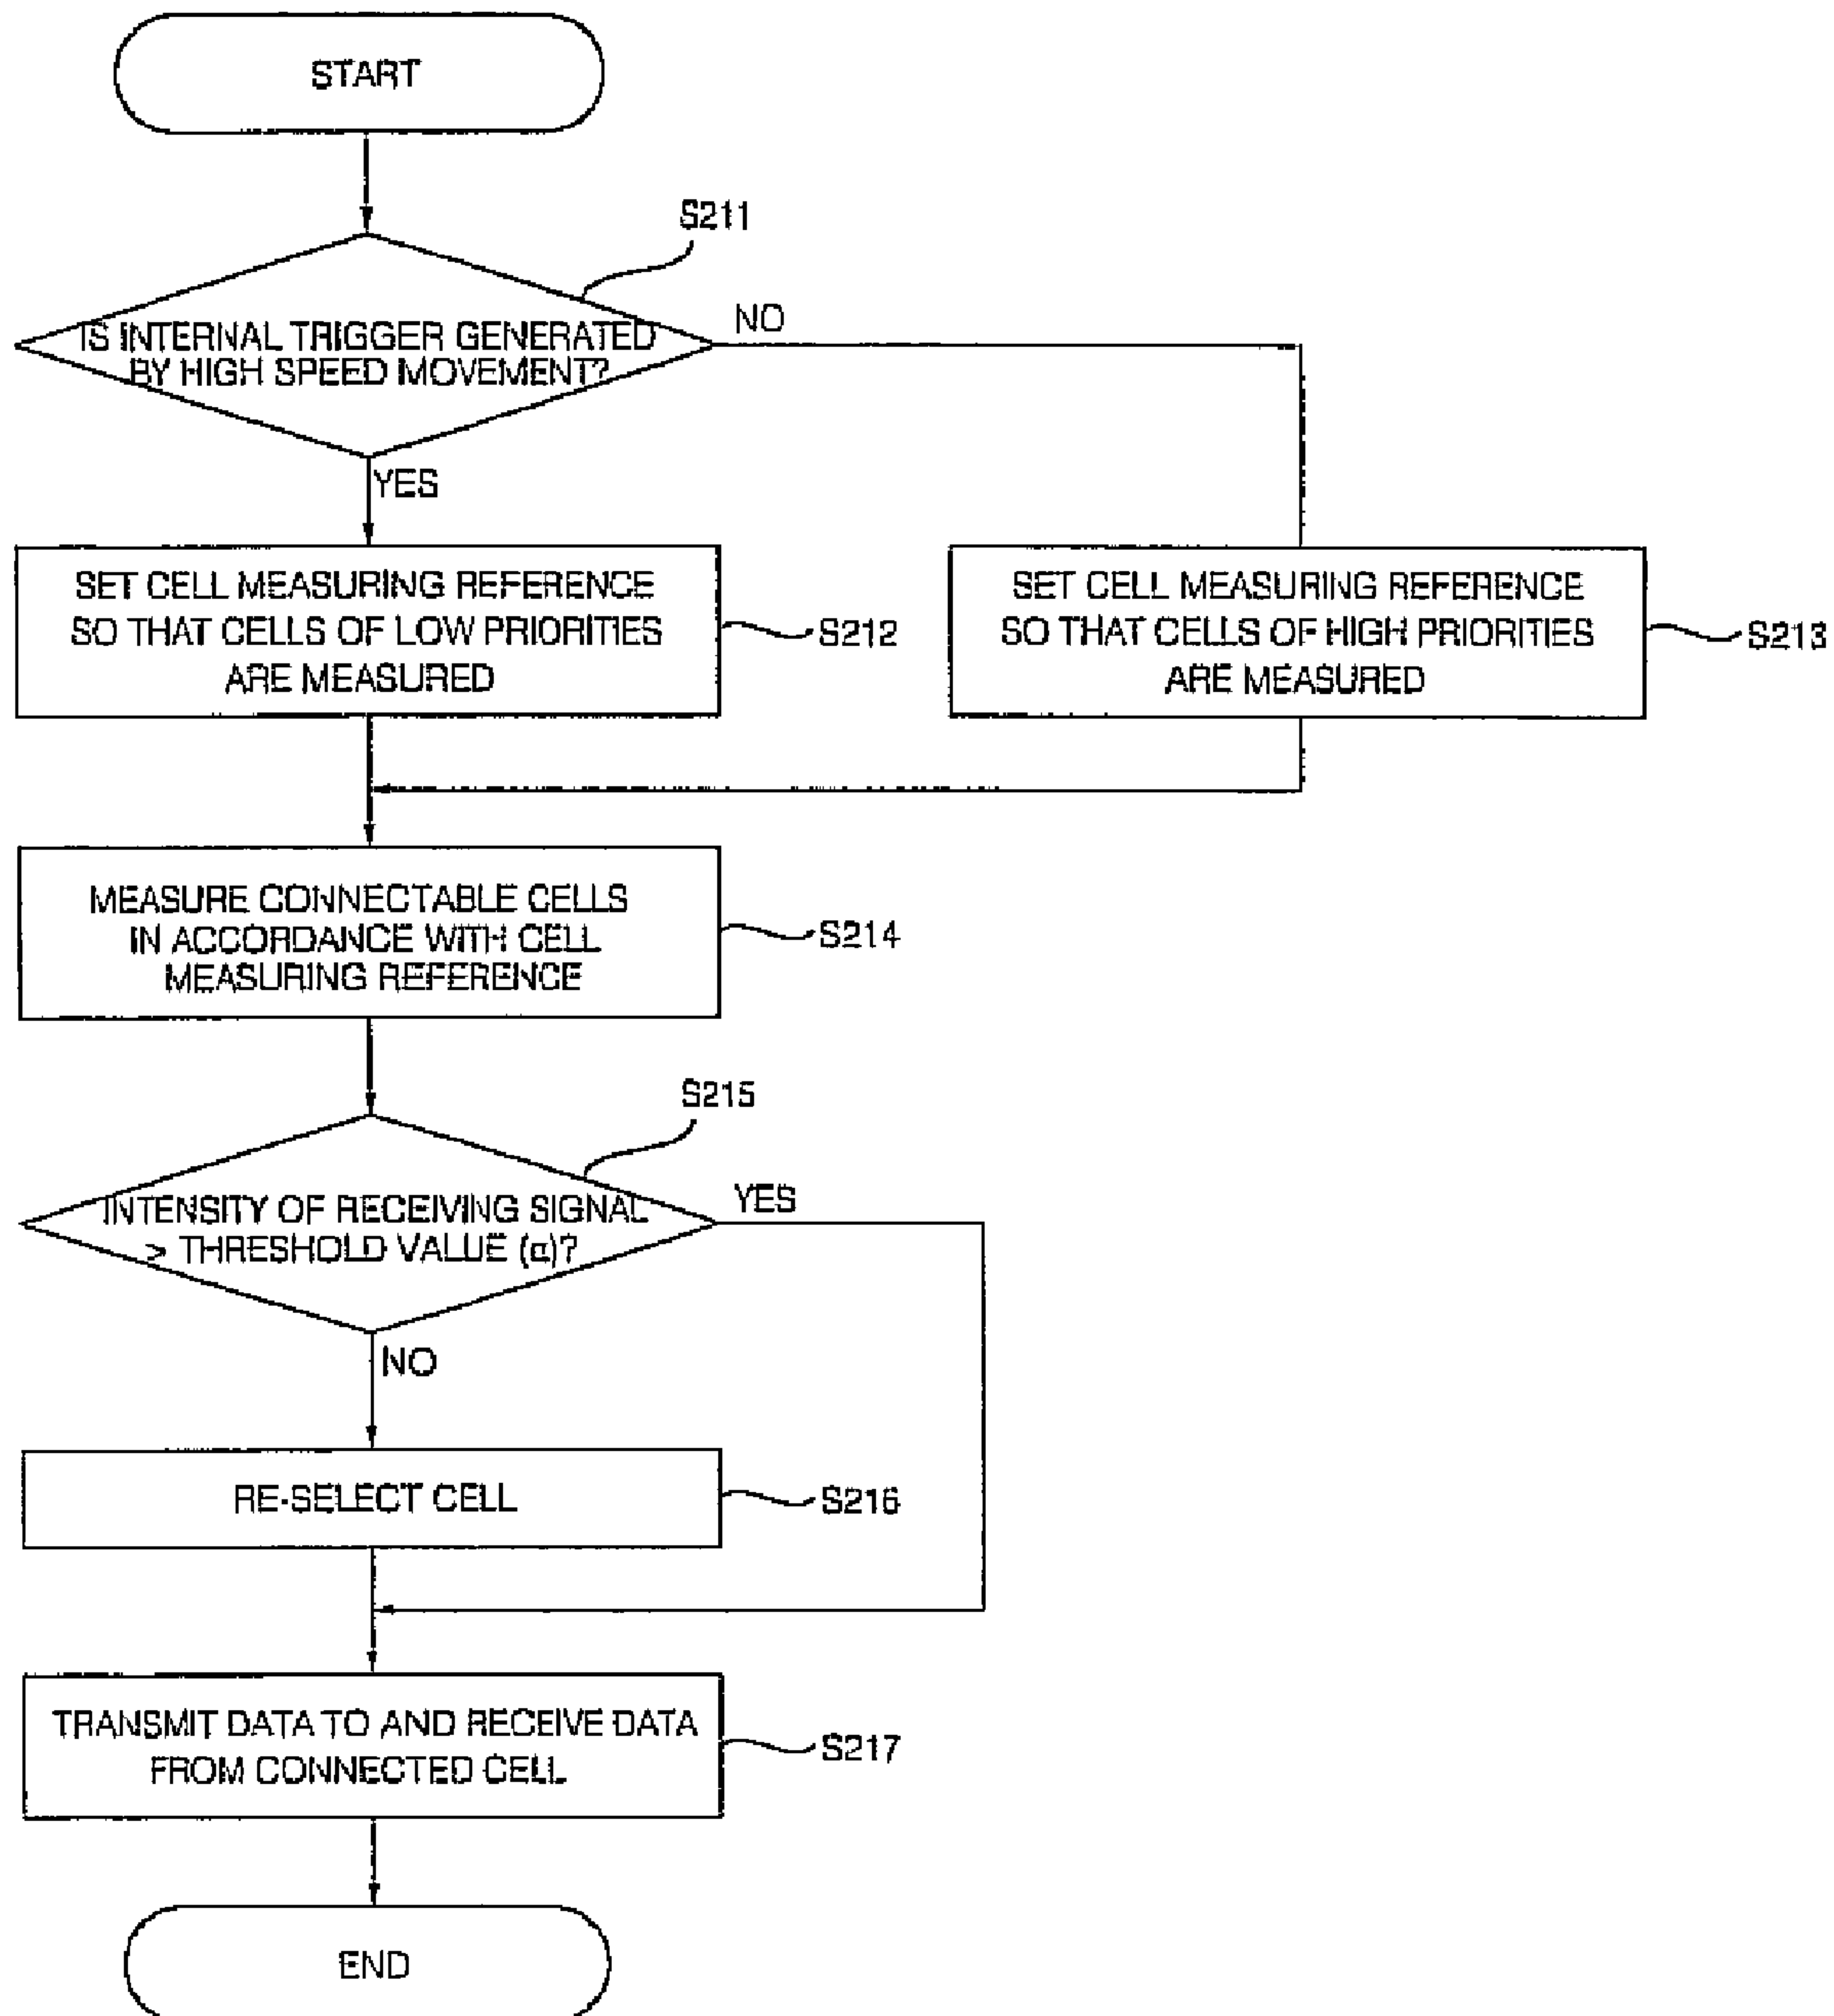 START
S211
IS INTERNAL TRIGGER GENERATED
BY HIGH SPEED MOVEMENT?
NO
YES
SET CELL MEASURING REFERENCE
SO THAT CELLS OF LOW PRIORITIES
ARE MEASURED
S212
SET CELL MEASURING REFERENCE
SO THAT CELLS OF HIGH PRIORITIES
ARE MEASURED
S213
MEASURE CONNECTABLE CELLS
IN ACCORDANCE WITH CELL
MEASURING REFERENCE
S214
S215
INTENSITY OF RECEIVING SIGNAL
> THRESHOLD VALUE (α)?
YES
NO
RE-SELECT CELL
S216
TRANSMIT DATA TO AND RECEIVE DATA
FROM CONNECTED CELL
S217
END